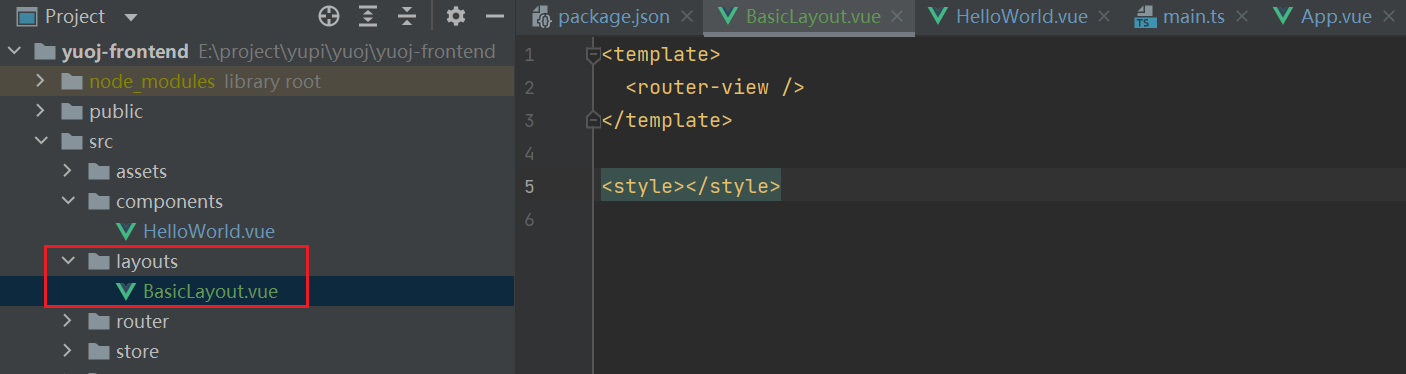 Project
yuoj-frontend E:\project\yupi\yuoj\yuoj-frontend
node_modules library root
public
src
assets
components
HelloWorld.vue
layouts
BasicLayout.vue
router
store
package.json BasicLayout.vue HelloWorld.vue main.ts App.vue
1 <template>
2 <router-view />
3 </template>
4
5 <style></style>
6